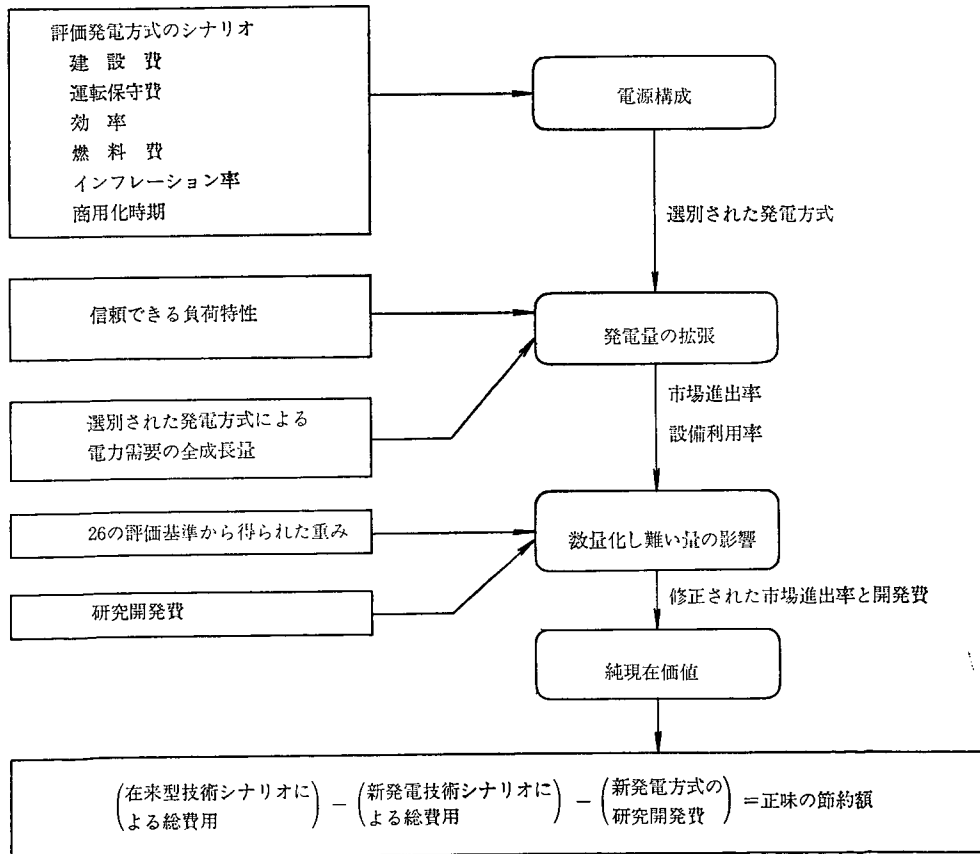 評価発電方式のシナリオ
建設費
運転保守費
効率
燃料費
インフレーション率
商用化時期
電源構成
選別された発電方式
信頼できる負荷特性
発電量の拡張
選別された発電方式による
電力需要の全成長量
市場進出率
設備利用率
26の評価基準から得られた重み
数量化し難い量の影響
研究開発費
修正された市場進出率と開発費
純現在価値
(在来型技術シナリオに
よる総費用) − (新発電技術シナリオに
よる総費用) − (新発電方式の
研究開発費) =正味の節約額